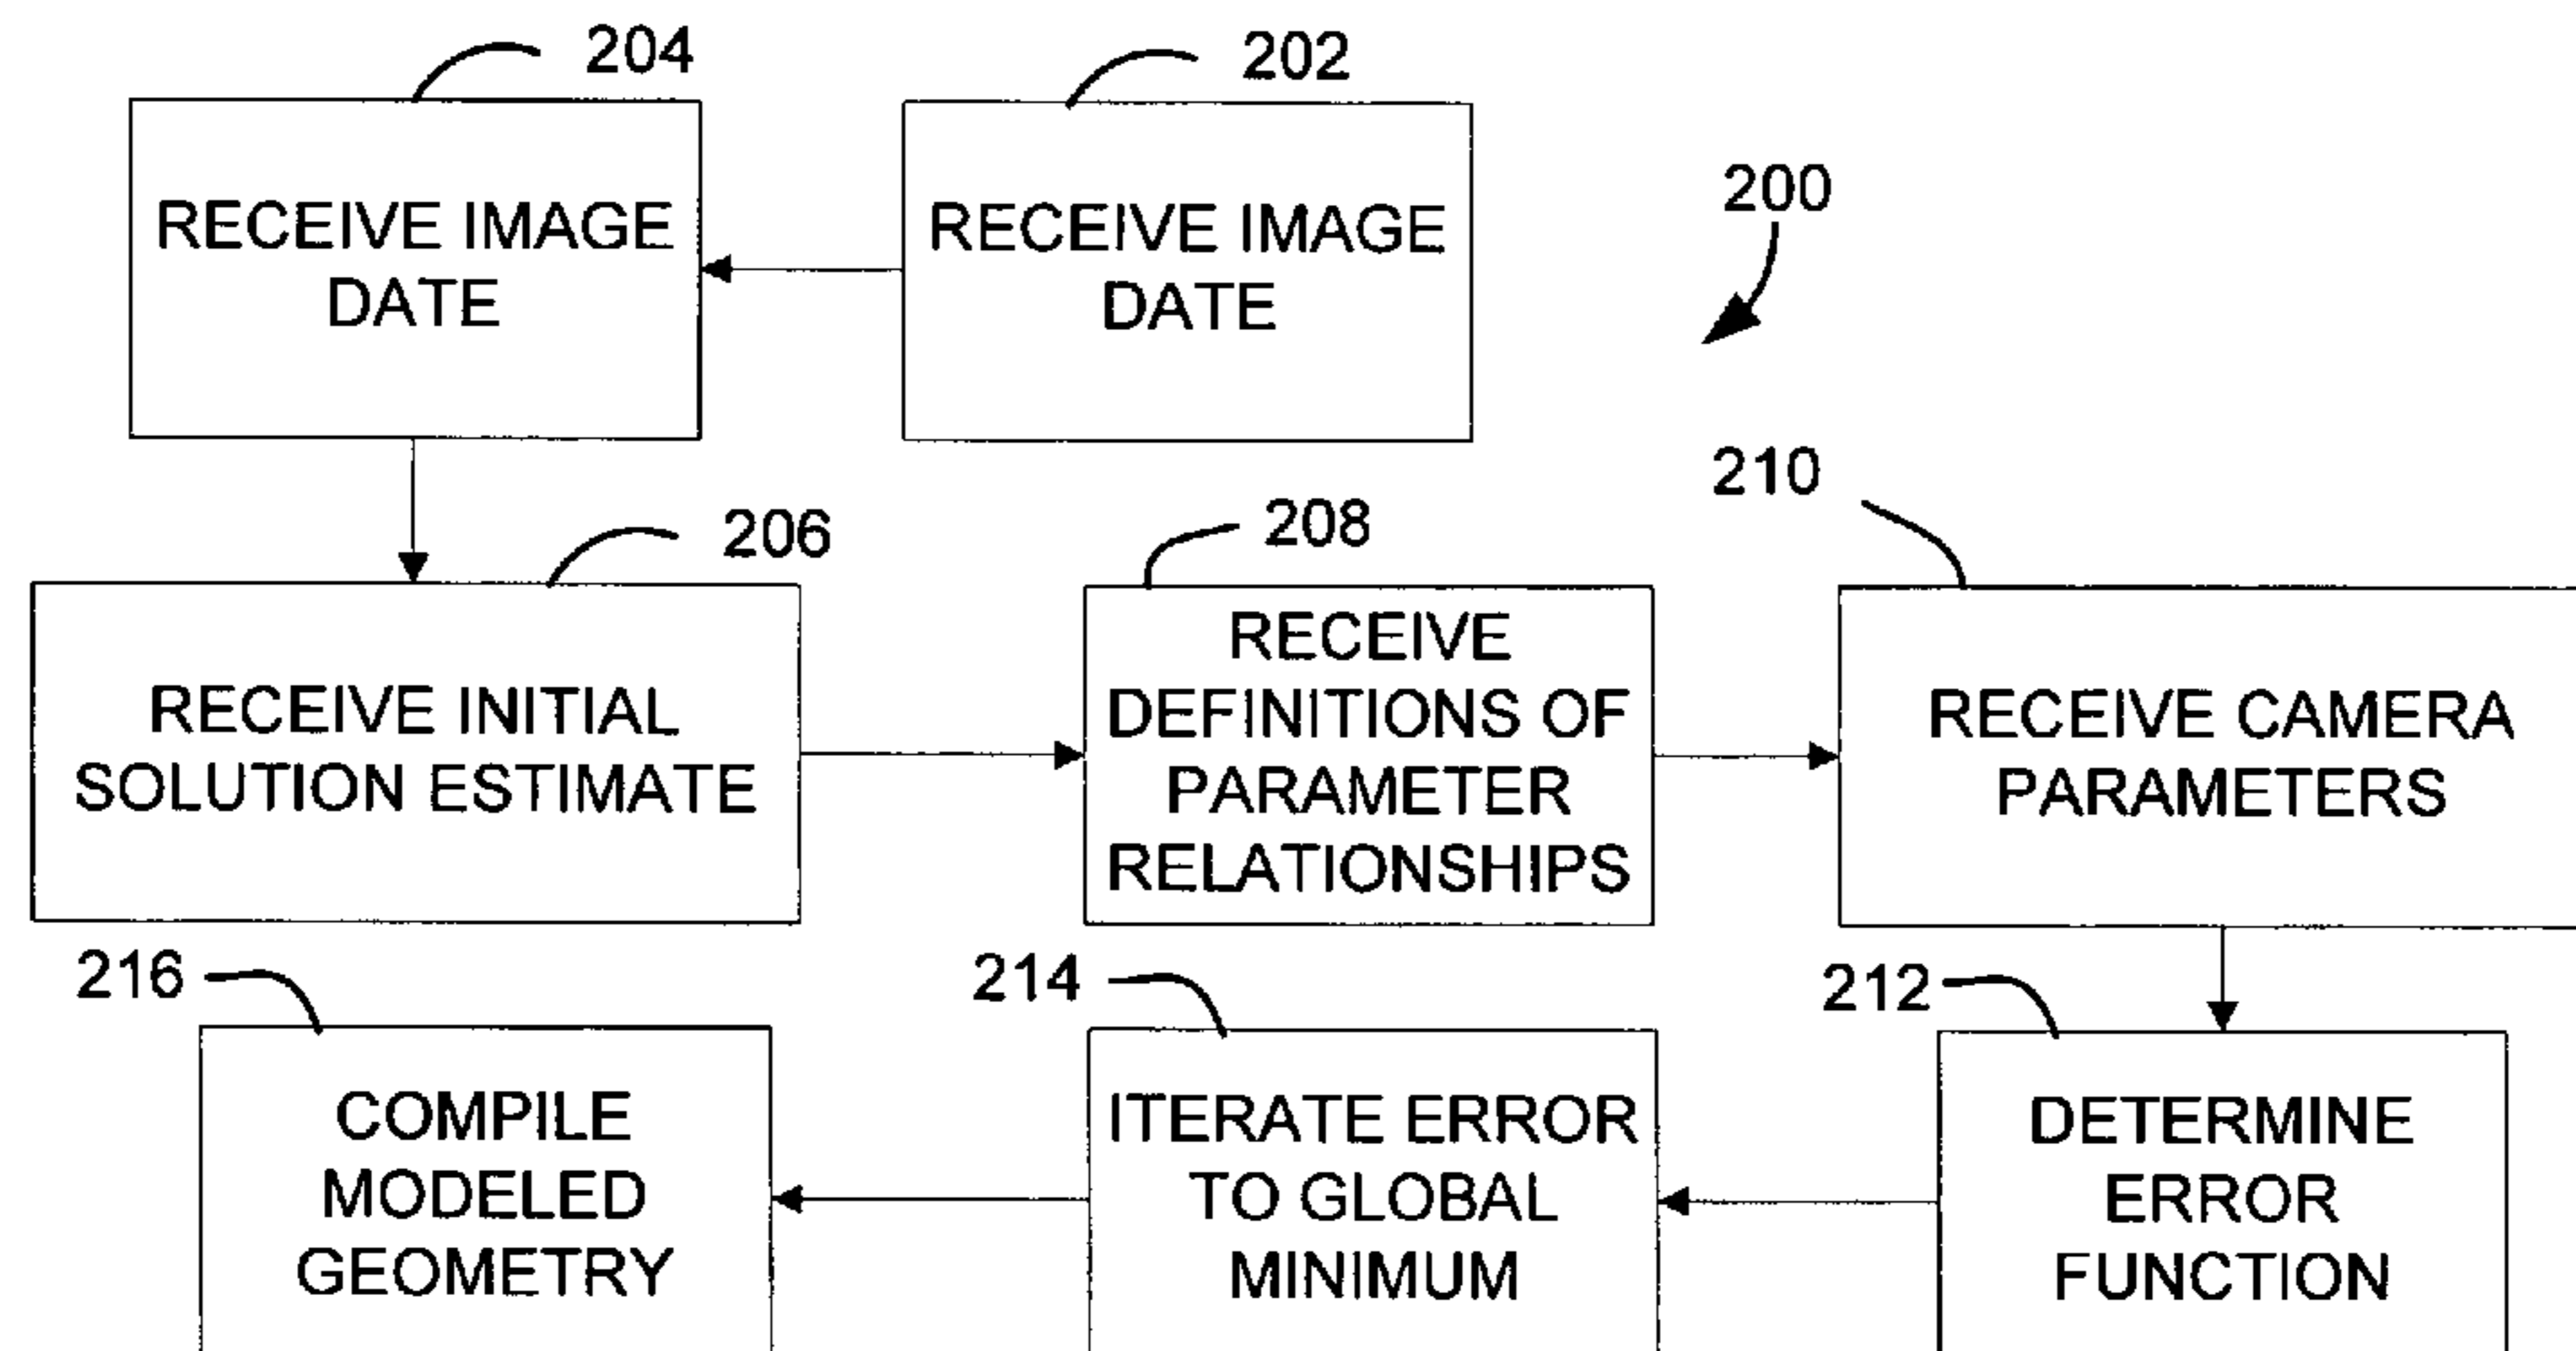 204
202
RECEIVE IMAGE
DATE
RECEIVE IMAGE
DATE
200
206
208
210
RECEIVE INITIAL
SOLUTION ESTIMATE
RECEIVE
DEFINITIONS OF
PARAMETER
RELATIONSHIPS
RECEIVE CAMERA
PARAMETERS
216
214
212
COMPILE
MODELED
GEOMETRY
ITERATE ERROR
TO GLOBAL
MINIMUM
DETERMINE
ERROR
FUNCTION